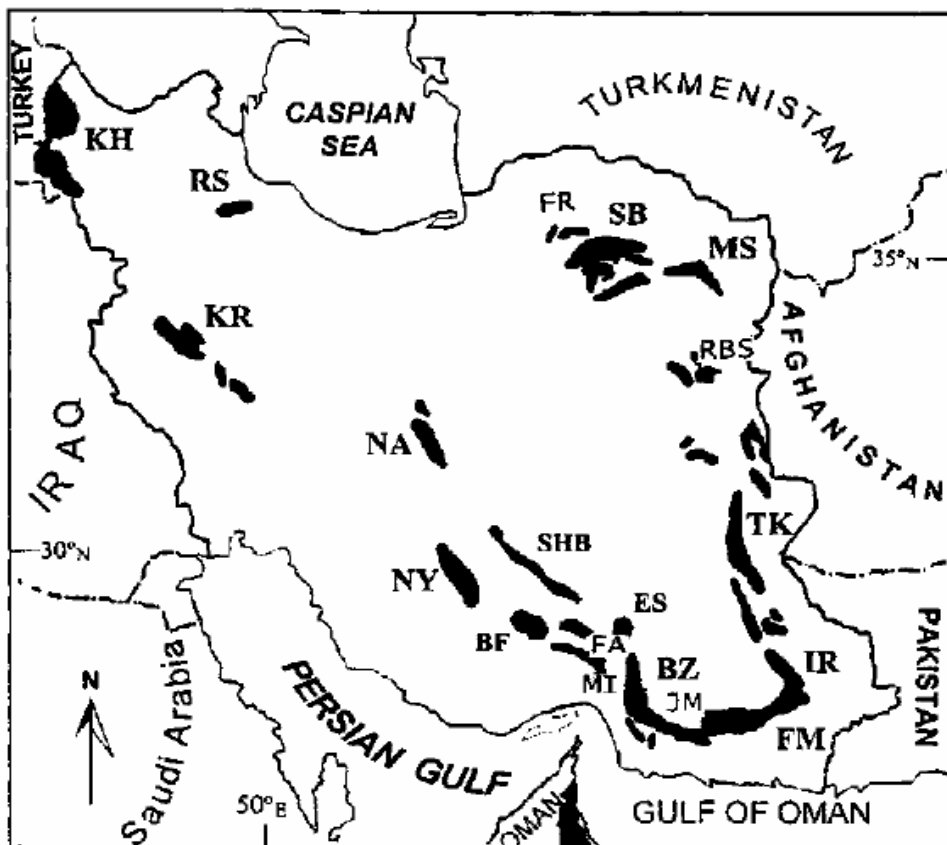 TURKEY
CASPIAN
SEA
TURKMENISTAN
KH
RS
FR
SB
MS
35°N
KR
RBS
AFGHANISTAN
IRAQ
NA
TK
30°N
SHB
NY
ES
BF
FA
MI
BZ
JM
IR
FM
PAKISTAN
N
Saudi Arabia
PERSIAN GULF
50°E
OMAN
GULF OF OMAN